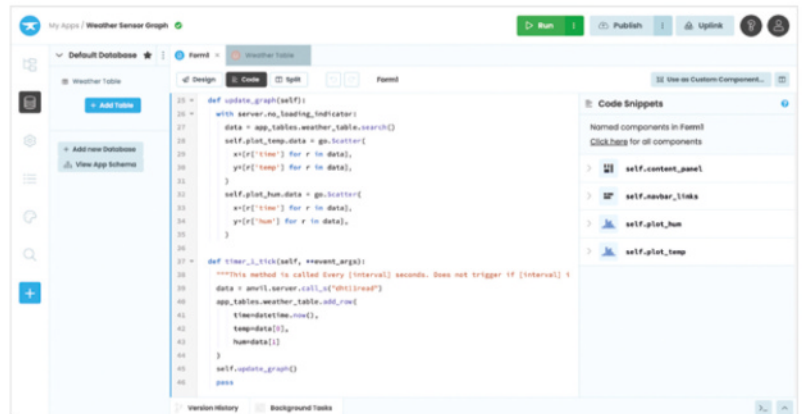 My Apps / Weather Sensor Graph
Run
Publish
Uplink
Default Database
Form1
Weather Table
Weather Table
+ Add Table
+ Add new Database
View App Schema
Design
Code
Split
Form1
Use as Custom Component...
25 def update_graph(self):
26 with server.no_loading_indicator:
27 data = app_tables.weather_table.search()
28 self.plot_temp.data = go.Scatter(
29 x=[r['time'] for r in data],
30 y=[r['temp'] for r in data],
31 )
32 self.plot_hum.data = go.Scatter(
33 x=[r['time'] for r in data],
34 y=[r['hum'] for r in data],
35 )
36
37 def timer_1_tick(self, **event_args):
38 """This method is called Every [interval] seconds. Does not trigger if [interval] i
39 data = anvil.server.call_s("dht11read")
40 app_tables.weather_table.add_row(
41 time=datetime.now(),
42 temp=data[0],
43 hum=data[1]
44 )
45 self.update_graph()
46 pass
Code Snippets
Named components in Form1
Click here for all components
self.content_panel
self.navbar_links
self.plot_hum
self.plot_temp
Version History
Background Tasks